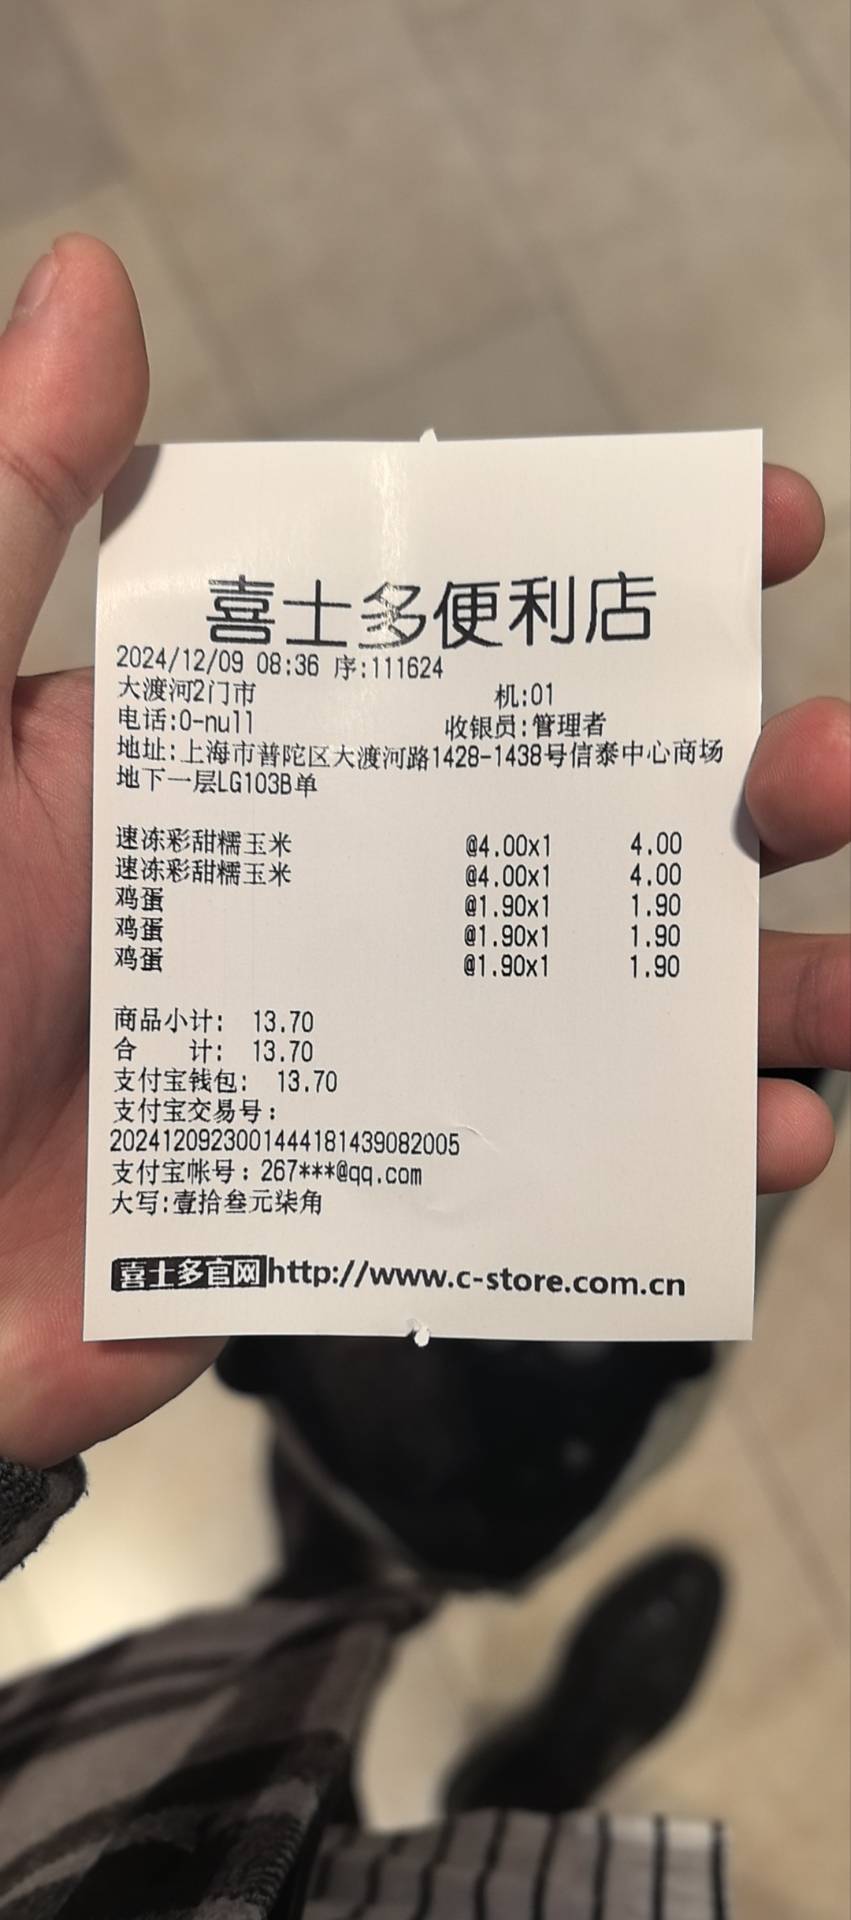 喜士多便利店
2024/12/09 08:36 序:111624
大渡河2门市 机:01
电话:0-null 收银员:管理者
地址:上海市普陀区大渡河路1428-1438号信泰中心商场
地下一层LG103B单
速冻彩甜糯玉米 @4.00x1 4.00
速冻彩甜糯玉米 @4.00x1 4.00
鸡蛋 @1.90x1 1.90
鸡蛋 @1.90x1 1.90
鸡蛋 @1.90x1 1.90
商品小计: 13.70
合 计: 13.70
支付宝钱包: 13.70
支付宝交易号:
2024120923001444181439082005
支付宝帐号:267***@qq.com
大写:壹拾叁元柒角
喜士多官网http://www.c-store.com.cn